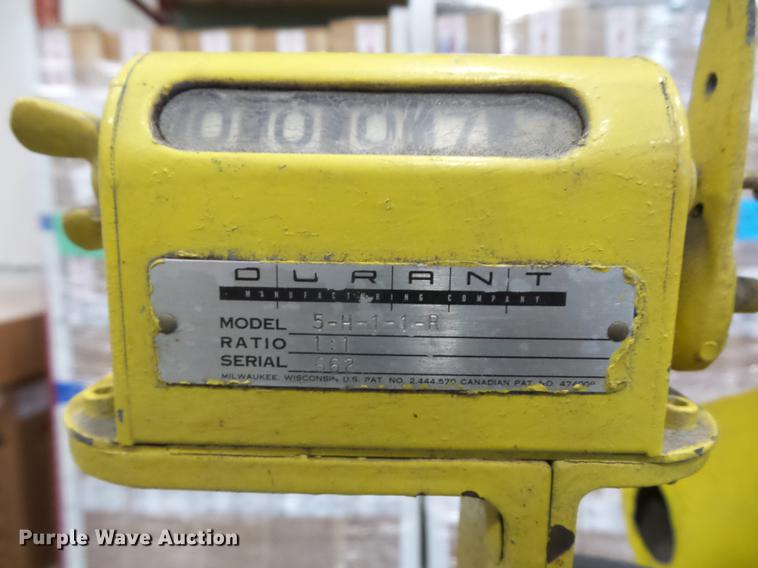 DURANT
MANUFACTURING COMPANY
MODEL 5-H-1-1-R
RATIO 1:1
SERIAL 562
MILWAUKEE, WISCONSIN U.S. PAT. NO. 2,444,570 CANADIAN PAT.
Purple Wave Auction